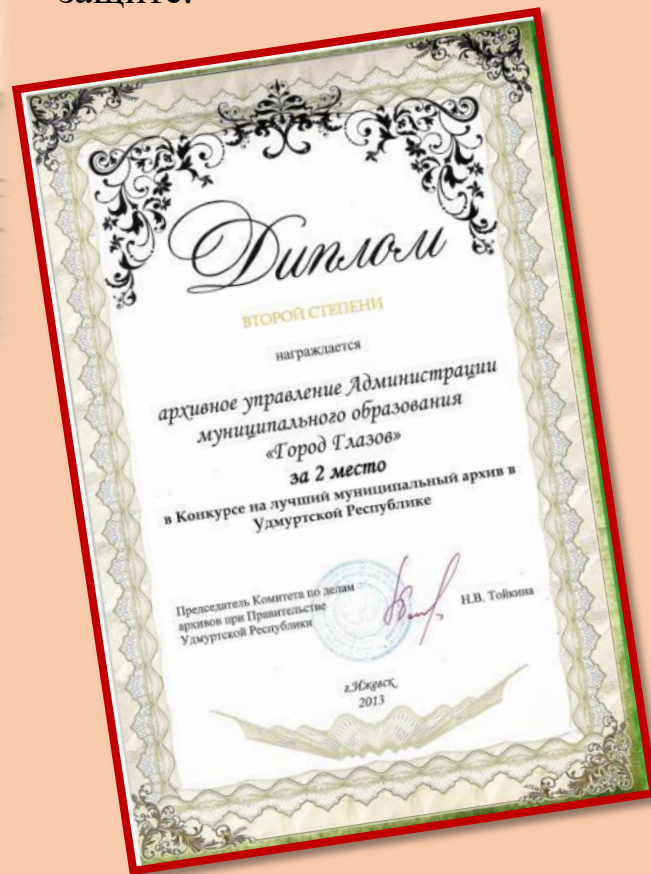 защите.
Диплом
ВТОРОЙ СТЕПЕНИ
награждается
архивное управление Администрации
муниципального образования
«Город Глазов»
за 2 место
в Конкурсе на лучший муниципальный архив в
Удмуртской Республике
Председатель Комитета по делам
архивов при Правительстве
Удмуртской Республики
Н.В. Тойкина
г.Ижевск
2013